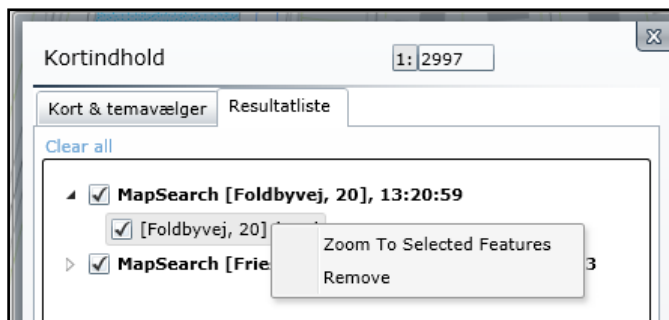 Kortindhold
1: 2997
Kort & temavælger
Resultatliste
Clear all
MapSearch [Foldbyvej, 20], 13:20:59
[Foldbyvej, 20]
Zoom To Selected Features
MapSearch [Frie 3
Remove